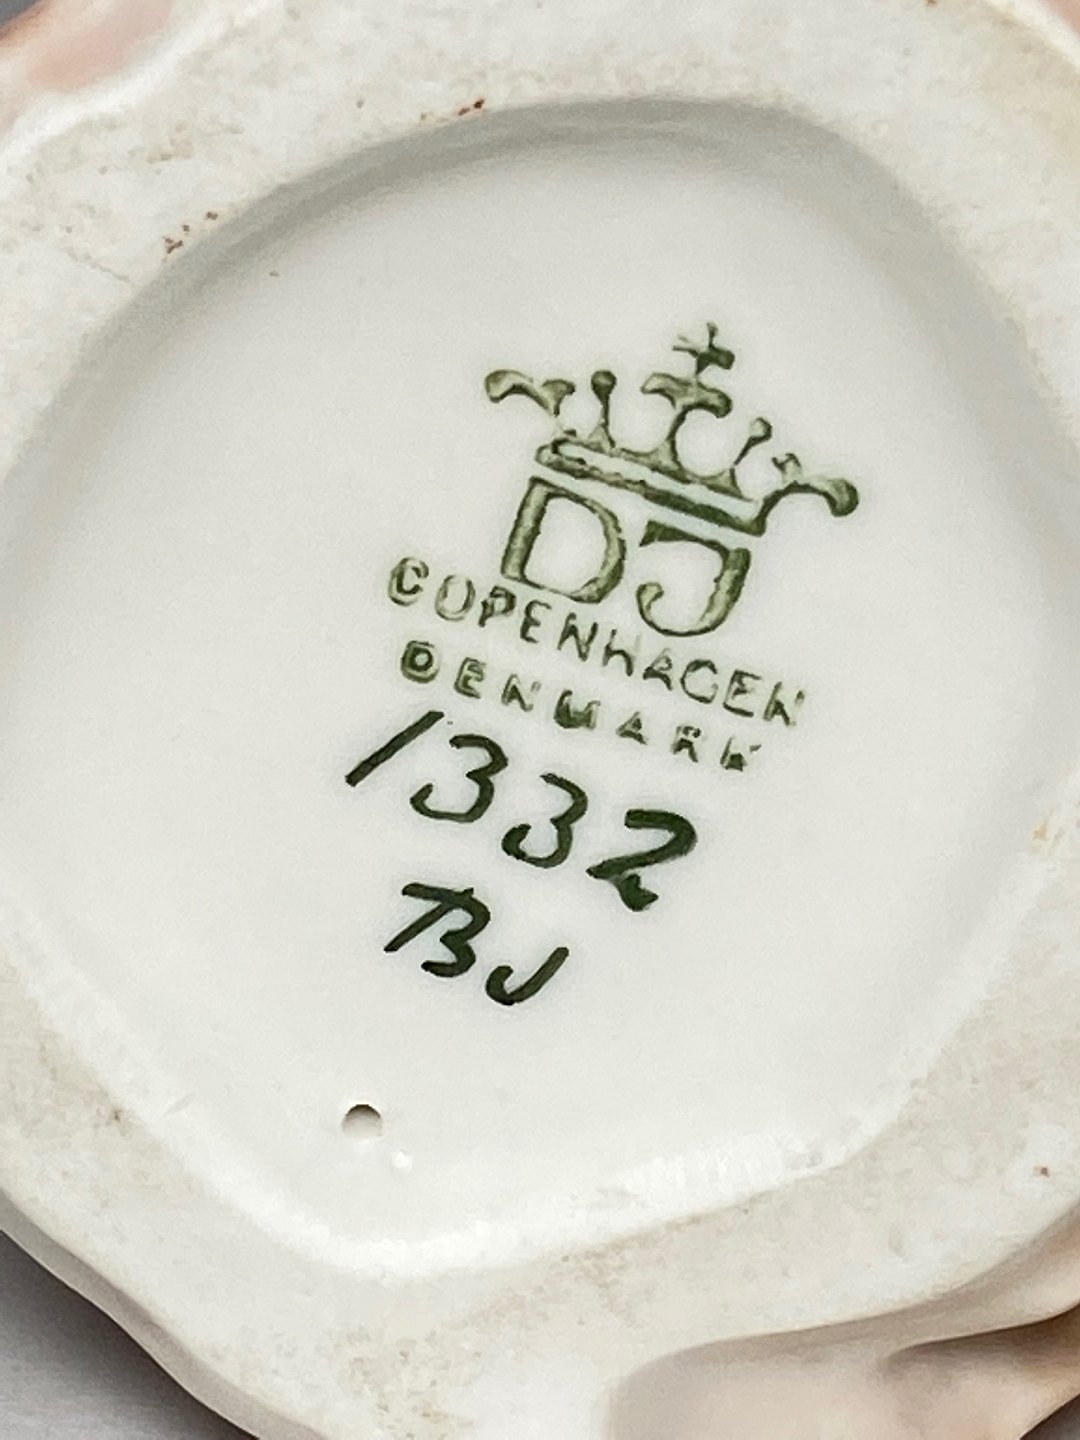 DJ
COPENHAGEN
DENMARK
1332
BJ